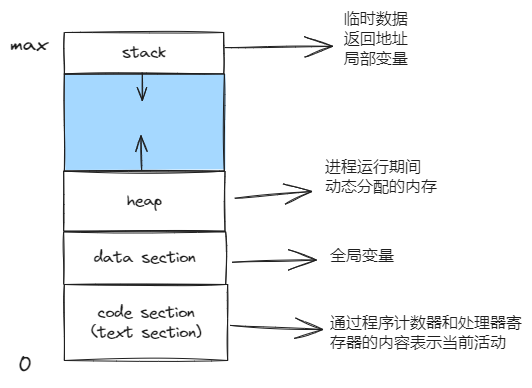 max
stack
临时数据
返回地址
局部变量
heap
进程运行期间
动态分配的内存
data section
全局变量
code section
(text section)
通过程序计数器和处理器寄
存器的内容表示当前活动
0